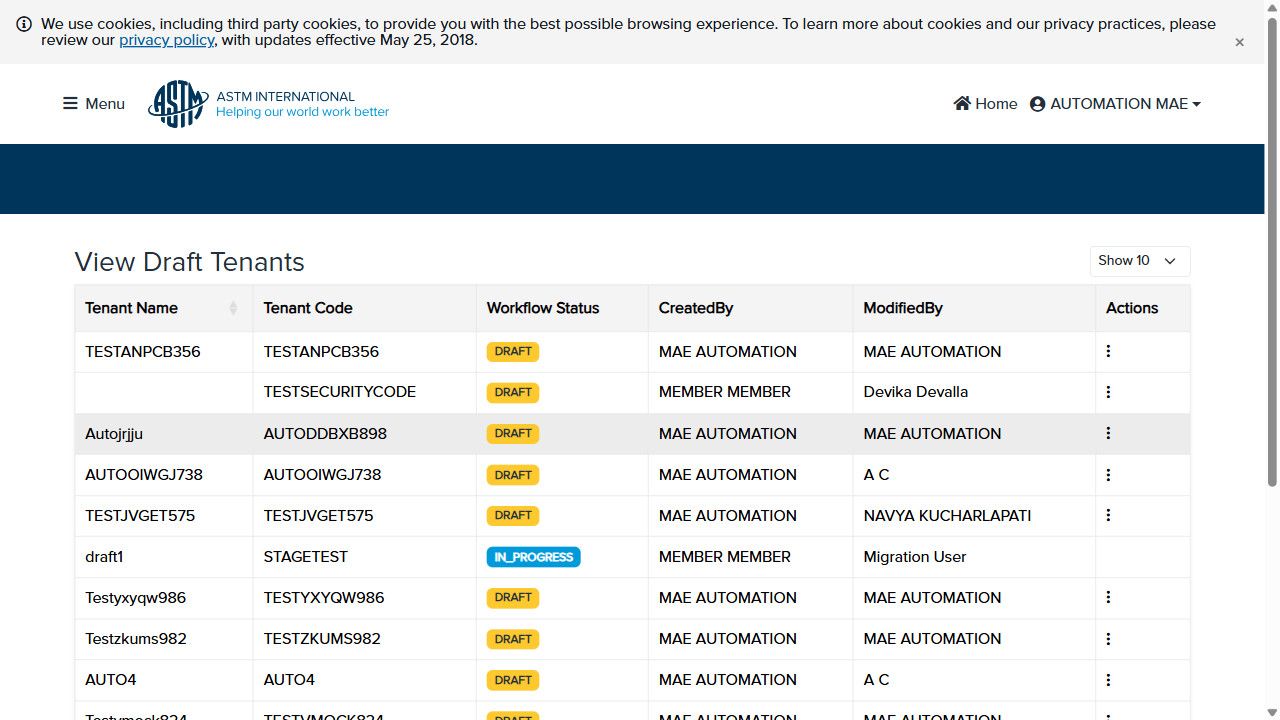 We use cookies, including third party cookies, to provide you with the best possible browsing experience. To learn more about cookies and our privacy practices, please
review our privacy policy, with updates effective May 25, 2018.
×
Menu
ASTM
ASTM INTERNATIONAL
Helping our world work better
Home
AUTOMATION MAE
View Draft Tenants
Show 10
Tenant Name Tenant Code Workflow Status CreatedBy ModifiedBy Actions
TESTANPCB356 TESTANPCB356 DRAFT MAE AUTOMATION MAE AUTOMATION
TESTSECURITYCODE DRAFT MEMBER MEMBER Devika Devalla
Autojrjju AUTODDBXB898 DRAFT MAE AUTOMATION MAE AUTOMATION
AUTOOIWGJ738 AUTOOIWGJ738 DRAFT MAE AUTOMATION A C
TESTJVGET575 TESTJVGET575 DRAFT MAE AUTOMATION NAVYA KUCHARLAPATI
draft1 STAGETEST IN_PROGRESS MEMBER MEMBER Migration User
Testyxyqw986 TESTYXYQW986 DRAFT MAE AUTOMATION MAE AUTOMATION
Testzkums982 TESTZKUMS982 DRAFT MAE AUTOMATION MAE AUTOMATION
AUTO4 AUTO4 DRAFT MAE AUTOMATION A C
DRAFT MAE AUTOMATION MAE AUTOMATION